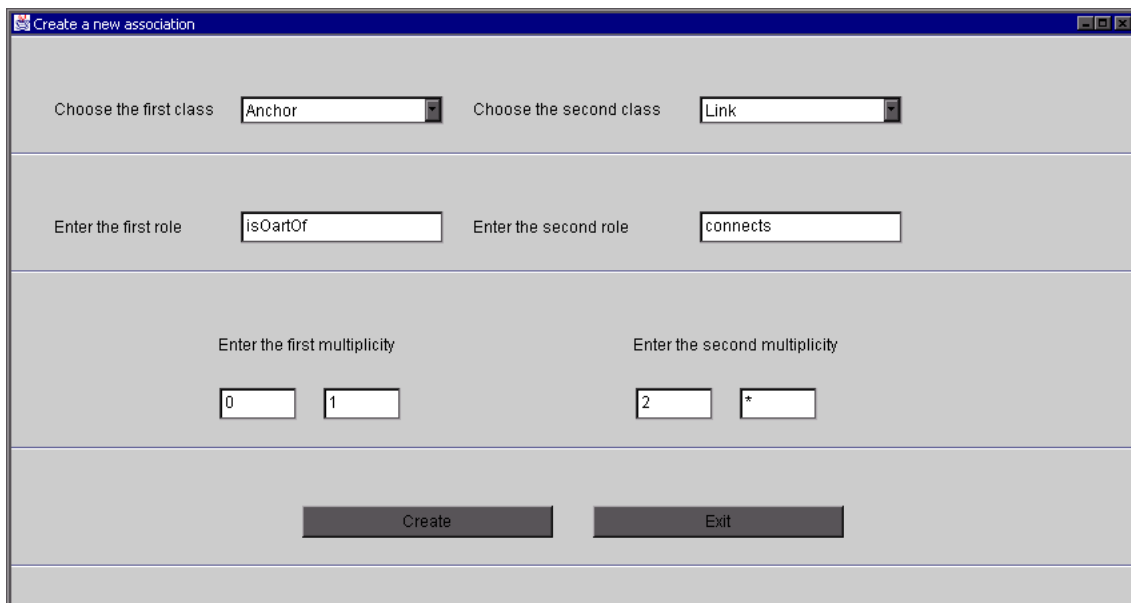 Create a new association
Choose the first class Anchor Choose the second class Link
Enter the first role isOartOf Enter the second role connects
Enter the first multiplicity Enter the second multiplicity
0 1 2 *
Create Exit